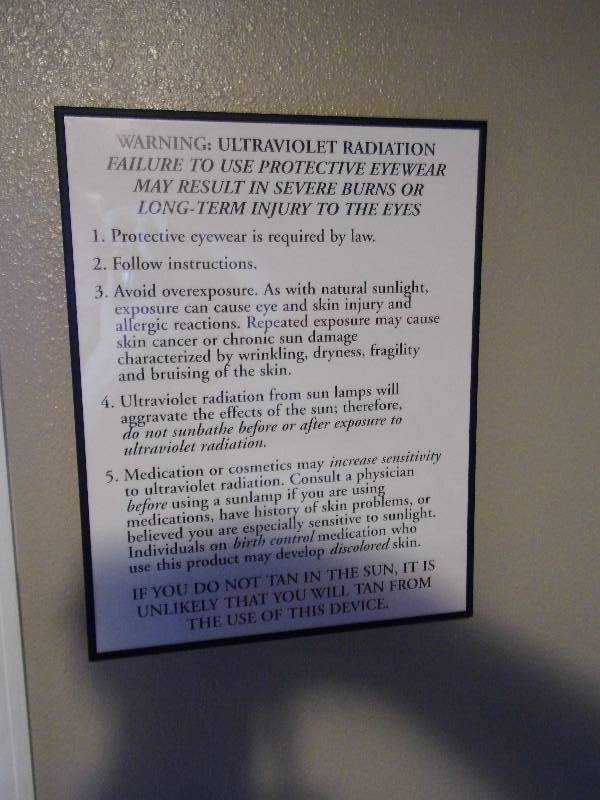 WARNING: ULTRAVIOLET RADIATION
FAILURE TO USE PROTECTIVE EYEWEAR
MAY RESULT IN SEVERE BURNS OR
LONG-TERM INJURY TO THE EYES
1. Protective eyewear is required by law.
2. Follow instructions.
3. Avoid overexposure. As with natural sunlight,
exposure can cause eye and skin injury and
allergic reactions. Repeated exposure may cause
skin cancer or chronic sun damage
characterized by wrinkling, dryness, fragility
and bruising of the skin.
4. Ultraviolet radiation from sun lamps will
aggravate the effects of the sun; therefore,
do not sunbathe before or after exposure to
ultraviolet radiation.
5. Medication or cosmetics may increase sensitivity
to ultraviolet radiation. Consult a physician
before using a sunlamp if you are using
medications, have history of skin problems, or
believed you are especially sensitive to sunlight.
Individuals on birth control medication who
use this product may develop discolored skin.
IF YOU DO NOT TAN IN THE SUN, IT IS
UNLIKELY THAT YOU WILL TAN FROM
THE USE OF THIS DEVICE.